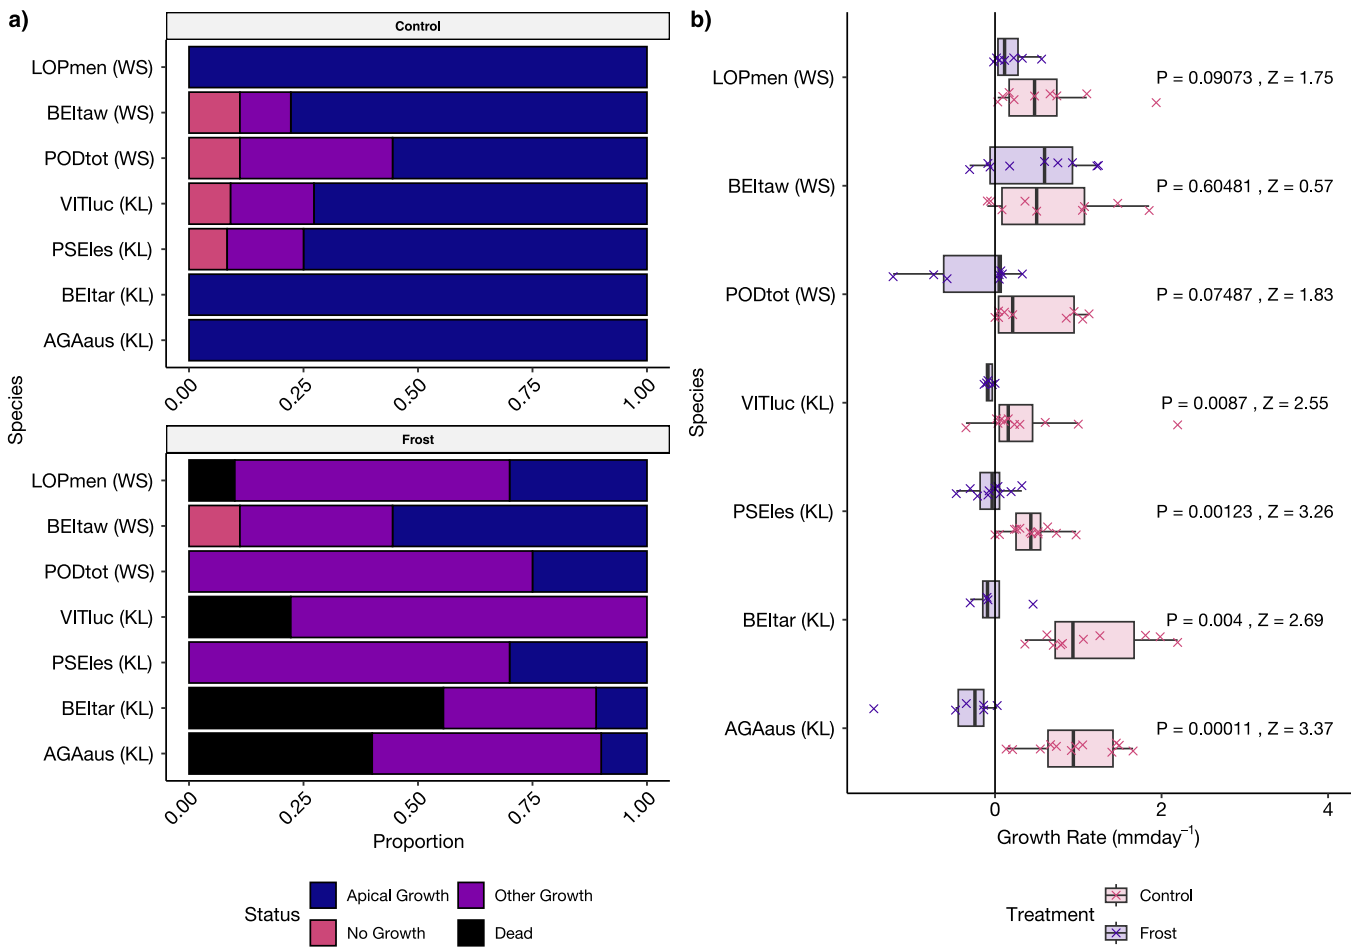 a)
Control
LOPmen (WS)
BEItaw (WS)
PODtot (WS)
VITluc (KL)
PSEles (KL)
BEItar (KL)
AGAaus (KL)
0.00
0.25
0.50
0.75
1.00
Species
Frost
LOPmen (WS)
BEItaw (WS)
PODtot (WS)
VITluc (KL)
PSEles (KL)
BEItar (KL)
AGAaus (KL)
0.00
0.25
0.50
0.75
1.00
Proportion
Status
Apical Growth
Other Growth
No Growth
Dead
b)
LOPmen (WS)
P = 0.09073 , Z = 1.75
BEItaw (WS)
P = 0.60481 , Z = 0.57
PODtot (WS)
P = 0.07487 , Z = 1.83
VITluc (KL)
P = 0.0087 , Z = 2.55
PSEles (KL)
P = 0.00123 , Z = 3.26
BEItar (KL)
P = 0.004 , Z = 2.69
AGAaus (KL)
P = 0.00011 , Z = 3.37
Species
0
2
4
Growth Rate (mmday⁻¹)
Treatment
Control
Frost